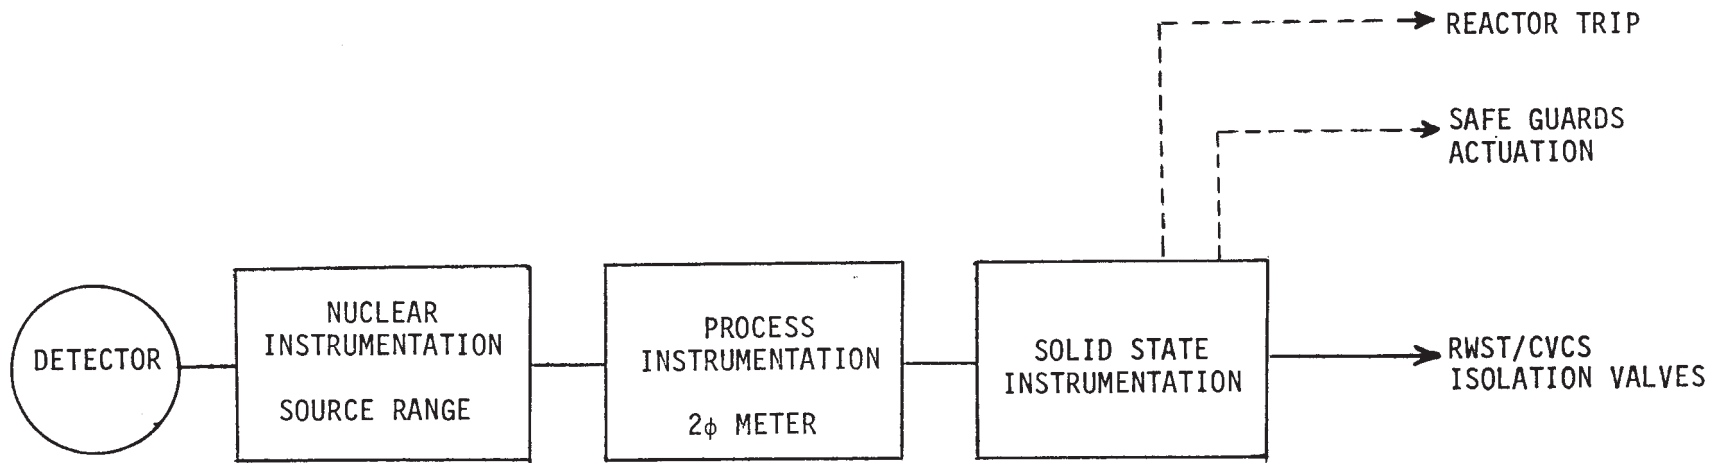 REACTOR TRIP
SAFE GUARDS
ACTUATION
DETECTOR
NUCLEAR
INSTRUMENTATION
SOURCE RANGE
PROCESS
INSTRUMENTATION
2ϕ METER
SOLID STATE
INSTRUMENTATION
RWST/CVCS
ISOLATION VALVES